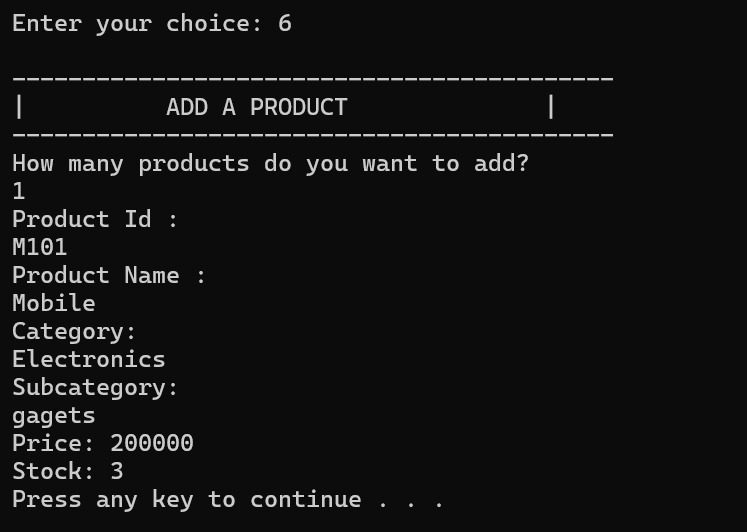 Enter your choice: 6
-------------------------------------------
|          ADD A PRODUCT              |
-------------------------------------------
How many products do you want to add?
1
Product Id :
M101
Product Name :
Mobile
Category:
Electronics
Subcategory:
gagets
Price: 200000
Stock: 3
Press any key to continue . . .